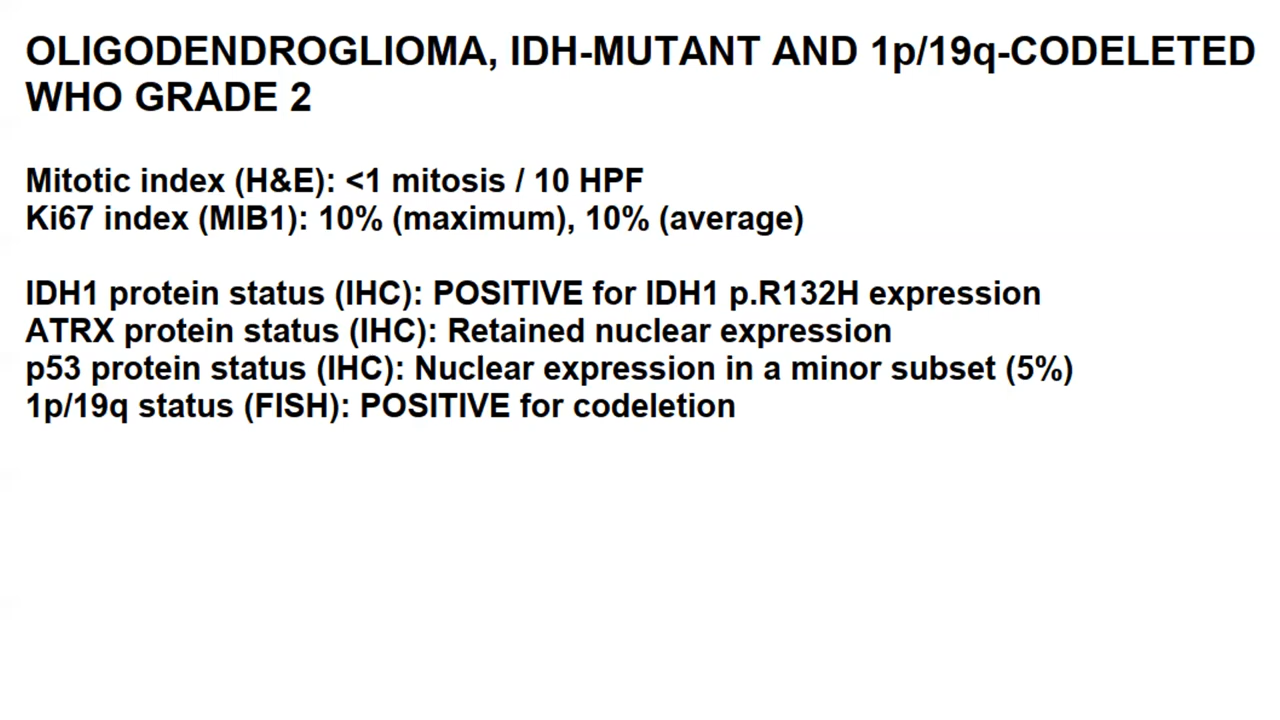 OLIGODENDROGLIOMA, IDH-MUTANT AND 1p/19q-CODELETED
WHO GRADE 2
Mitotic index (H&E): <1 mitosis / 10 HPF
Ki67 index (MIB1): 10% (maximum), 10% (average)
IDH1 protein status (IHC): POSITIVE for IDH1 p.R132H expression
ATRX protein status (IHC): Retained nuclear expression
p53 protein status (IHC): Nuclear expression in a minor subset (5%)
1p/19q status (FISH): POSITIVE for codeletion